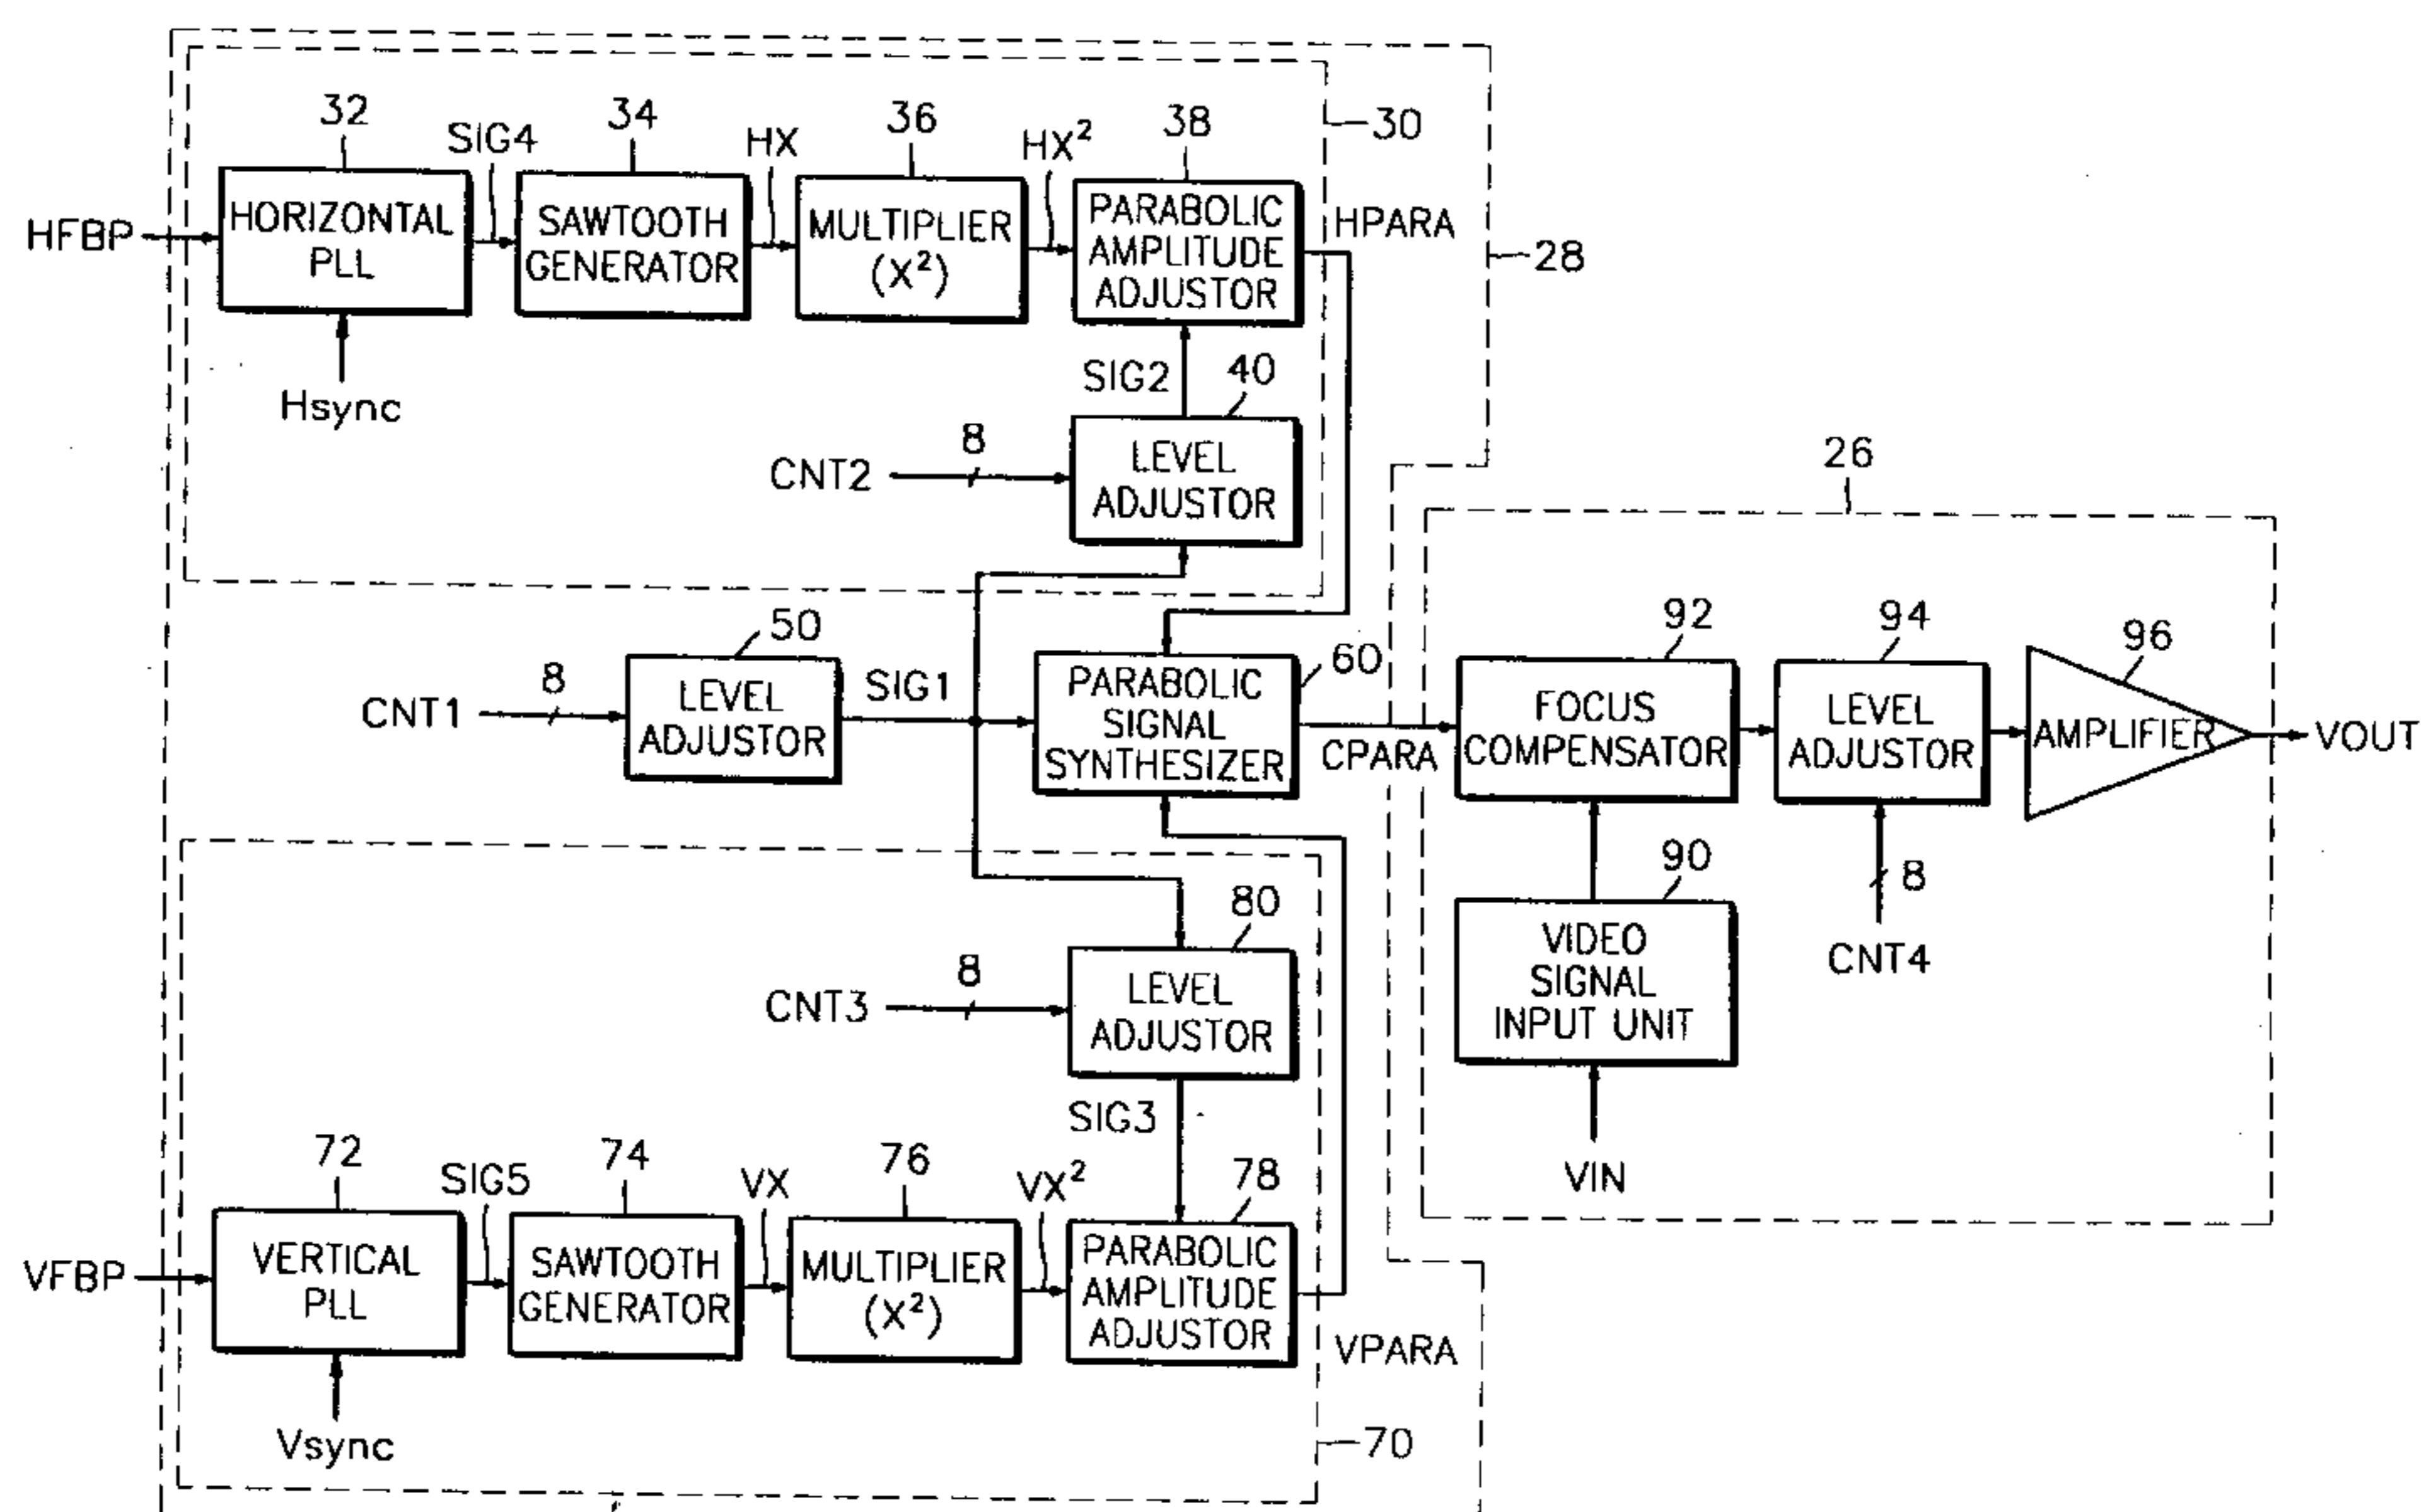 32
SIG4
34
HX
36
HX²
38
30
HFBP
HORIZONTAL
PLL
SAWTOOTH
GENERATOR
MULTIPLIER
(X²)
PARABOLIC
AMPLITUDE
ADJUSTOR
HPARA
28
Hsync
SIG2
40
CNT2
8
LEVEL
ADJUSTOR
26
50
CNT1
8
LEVEL
ADJUSTOR
SIG1
PARABOLIC
SIGNAL
SYNTHESIZER
60
CPARA
92
FOCUS
COMPENSATOR
94
LEVEL
ADJUSTOR
96
AMPLIFIER
VOUT
90
VIDEO
SIGNAL
INPUT UNIT
8
CNT4
VIN
80
CNT3
8
LEVEL
ADJUSTOR
SIG3
72
SIG5
74
VX
76
VX²
78
VFBP
VERTICAL
PLL
SAWTOOTH
GENERATOR
MULTIPLIER
(X²)
PARABOLIC
AMPLITUDE
ADJUSTOR
VPARA
Vsync
70